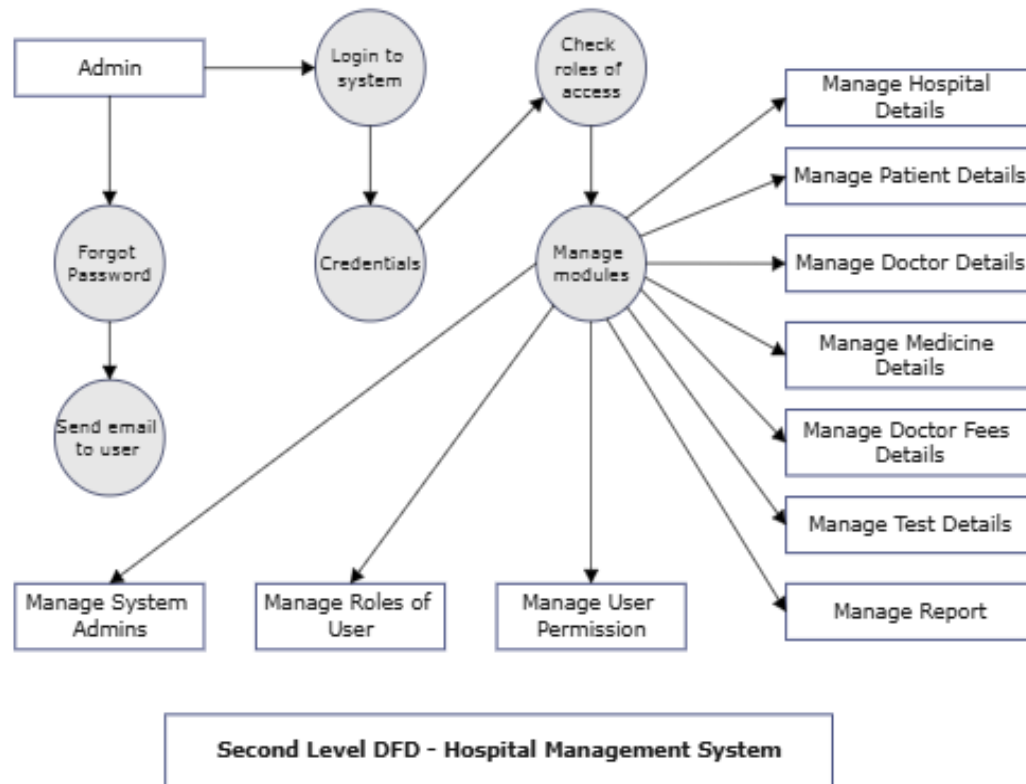 Admin
Login to
system
Check
roles of
access
Manage Hospital
Details
Manage Patient Details
Forgot
Password
Credentials
Manage
modules
Manage Doctor Details
Manage Medicine
Details
Send email
to user
Manage Doctor Fees
Details
Manage Test Details
Manage System
Admins
Manage Roles of
User
Manage User
Permission
Manage Report
Second Level DFD - Hospital Management System